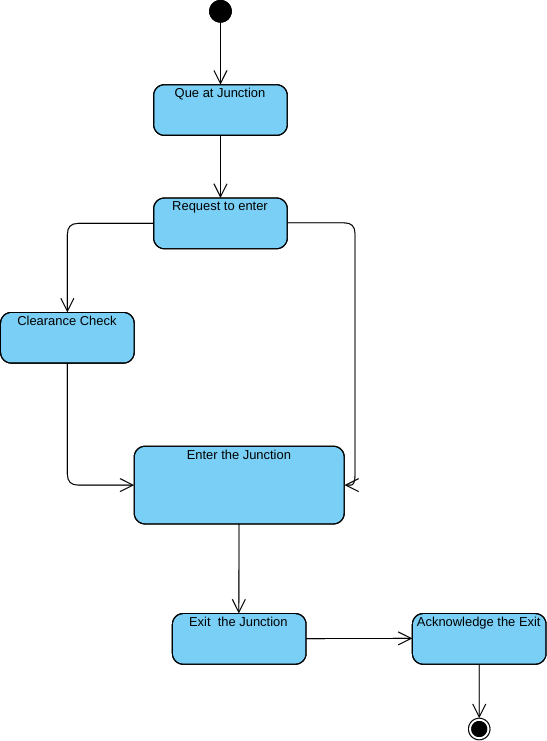 Que at Junction
Request to enter
Clearance Check
Enter the Junction
Exit  the Junction
Acknowledge the Exit